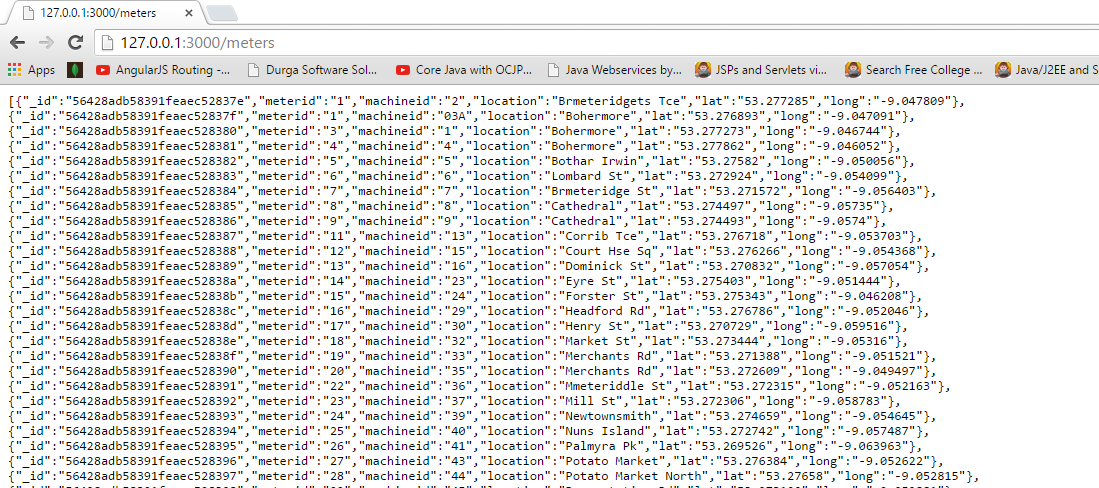 127.0.0.1:3000/meters
127.0.0.1:3000/meters
Apps AngularJS Routing -... Durga Software Sol... Core Java with OCJP... Java Webservices by... JSPs and Servlets vi... Search Free College ... Java/J2EE and S
[{"_id":"56428adb58391feaec52837e","meterid":"1","machineid":"2","location":"Brmeteridgets Tce","lat":"53.277285","long":"-9.047809"},
{"_id":"56428adb58391feaec52837f","meterid":"1","machineid":"03A","location":"Bohermore","lat":"53.276893","long":"-9.047091"},
{"_id":"56428adb58391feaec528380","meterid":"3","machineid":"1","location":"Bohermore","lat":"53.277273","long":"-9.046744"},
{"_id":"56428adb58391feaec528381","meterid":"4","machineid":"4","location":"Bohermore","lat":"53.277862","long":"-9.046052"},
{"_id":"56428adb58391feaec528382","meterid":"5","machineid":"5","location":"Bothar Irwin","lat":"53.27582","long":"-9.050056"},
{"_id":"56428adb58391feaec528383","meterid":"6","machineid":"6","location":"Lombard St","lat":"53.272924","long":"-9.054099"},
{"_id":"56428adb58391feaec528384","meterid":"7","machineid":"7","location":"Brmeteridge St","lat":"53.271572","long":"-9.056403"},
{"_id":"56428adb58391feaec528385","meterid":"8","machineid":"8","location":"Cathedral","lat":"53.274497","long":"-9.05735"},
{"_id":"56428adb58391feaec528386","meterid":"9","machineid":"9","location":"Cathedral","lat":"53.274493","long":"-9.0574"},
{"_id":"56428adb58391feaec528387","meterid":"11","machineid":"13","location":"Corrib Tce","lat":"53.276718","long":"-9.053703"},
{"_id":"56428adb58391feaec528388","meterid":"12","machineid":"15","location":"Court Hse Sq","lat":"53.276266","long":"-9.054368"},
{"_id":"56428adb58391feaec528389","meterid":"13","machineid":"16","location":"Dominick St","lat":"53.270832","long":"-9.057054"},
{"_id":"56428adb58391feaec52838a","meterid":"14","machineid":"23","location":"Eyre St","lat":"53.275403","long":"-9.051444"},
{"_id":"56428adb58391feaec52838b","meterid":"15","machineid":"24","location":"Forster St","lat":"53.275343","long":"-9.046208"},
{"_id":"56428adb58391feaec52838c","meterid":"16","machineid":"29","location":"Headford Rd","lat":"53.276786","long":"-9.052046"},
{"_id":"56428adb58391feaec52838d","meterid":"17","machineid":"30","location":"Henry St","lat":"53.270729","long":"-9.059516"},
{"_id":"56428adb58391feaec52838e","meterid":"18","machineid":"32","location":"Market St","lat":"53.273444","long":"-9.05316"},
{"_id":"56428adb58391feaec52838f","meterid":"19","machineid":"33","location":"Merchants Rd","lat":"53.271388","long":"-9.051521"},
{"_id":"56428adb58391feaec528390","meterid":"20","machineid":"35","location":"Merchants Rd","lat":"53.272609","long":"-9.049497"},
{"_id":"56428adb58391feaec528391","meterid":"22","machineid":"36","location":"Mmeteriddle St","lat":"53.272315","long":"-9.052163"},
{"_id":"56428adb58391feaec528392","meterid":"23","machineid":"37","location":"Mill St","lat":"53.272306","long":"-9.058783"},
{"_id":"56428adb58391feaec528393","meterid":"24","machineid":"39","location":"Newtownsmith","lat":"53.274659","long":"-9.054645"},
{"_id":"56428adb58391feaec528394","meterid":"25","machineid":"40","location":"Nuns Island","lat":"53.272742","long":"-9.057487"},
{"_id":"56428adb58391feaec528395","meterid":"26","machineid":"41","location":"Palmyra Pk","lat":"53.269526" ,"long":"-9.063963"},
{"_id":"56428adb58391feaec528396","meterid":"27","machineid":"43","location":"Potato Market","lat":"53.276384","long":"-9.052622"},
{"_id":"56428adb58391feaec528397","meterid":"28","machineid":"44","location":"Potato Market North","lat":"53.27658","long":"-9.052815"},